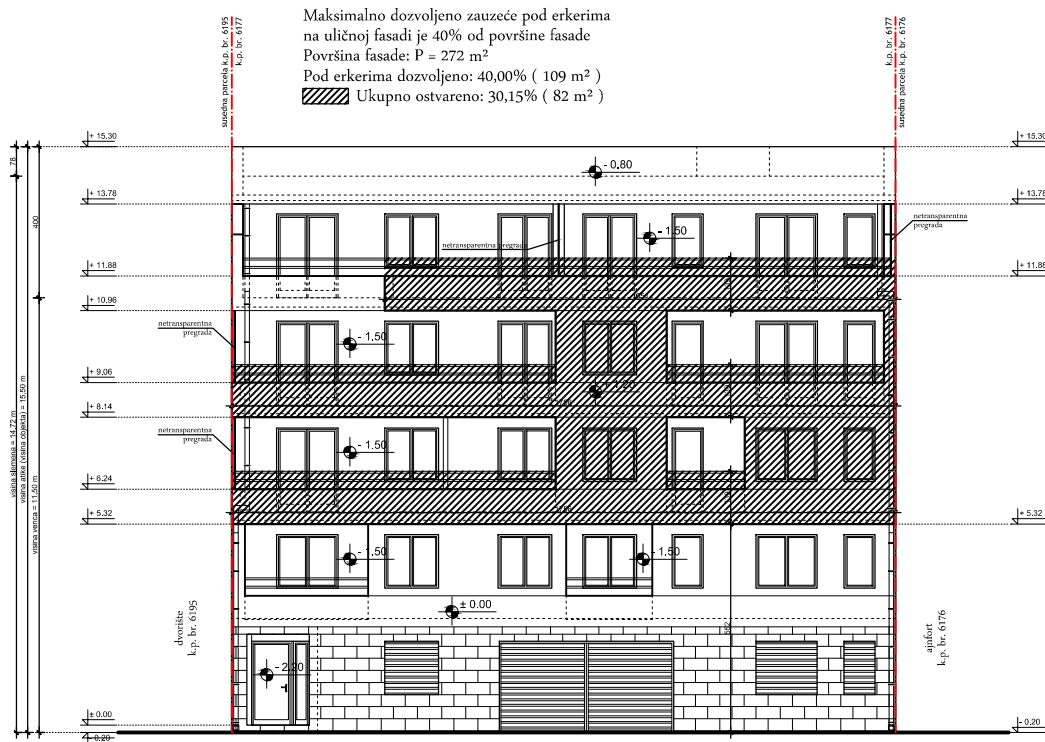 Maksimalno dozvoljeno zauzeće pod erkerima
na uličnoj fasadi je 40% od površine fasade
Površina fasade: P = 272 m²
Pod erkerima dozvoljeno: 40,00% ( 109 m² )
Ukupno ostvareno: 30,15% ( 82 m² )
susedna parcela k.p. br. 6195
k.p. br. 6177
k.p. br. 6177
susedna parcela k.p. br. 6176
+ 15.30
+ 15.30
78
- 0.80
+ 13.78
+ 13.78
400
netransparentna
pregrada
netransparentna pregrada
- 1.50
+ 11.88
+ 11.88
+ 10.96
netransparentna
pregrada
- 1.50
+ 9.06
+ 8.14
netransparentna
pregrada
- 1.50
+ 6.24
+ 5.32
+ 5.32
visina slemena = 14,72 m
visina atike (visina objekta) = 15,50 m
visina venca = 11,50 m
- 1.50
- 1.50
± 0.00
dvorište
k.p. br. 6195
ajnfort
k.p. br. 6176
552
- 2.20
± 0.00
- 0.20
- 0.20